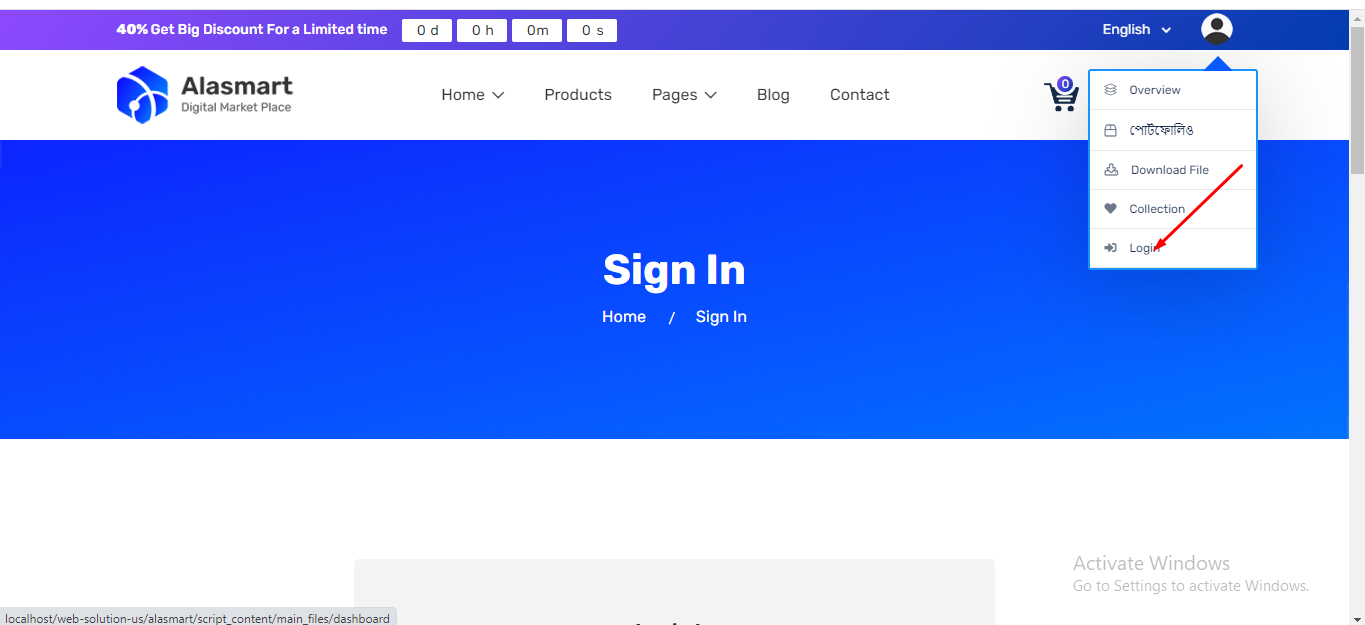 40% Get Big Discount For a Limited time 0 d 0 h 0m 0 s English
Alasmart
Digital Market Place
Home Products Pages Blog Contact 0
Overview
পোর্টফোলিও
Download File
Collection
Login
Sign In
Home / Sign In
Activate Windows
Go to Settings to activate Windows.
localhost/web-solution-us/alasmart/script_content/main_files/dashboard